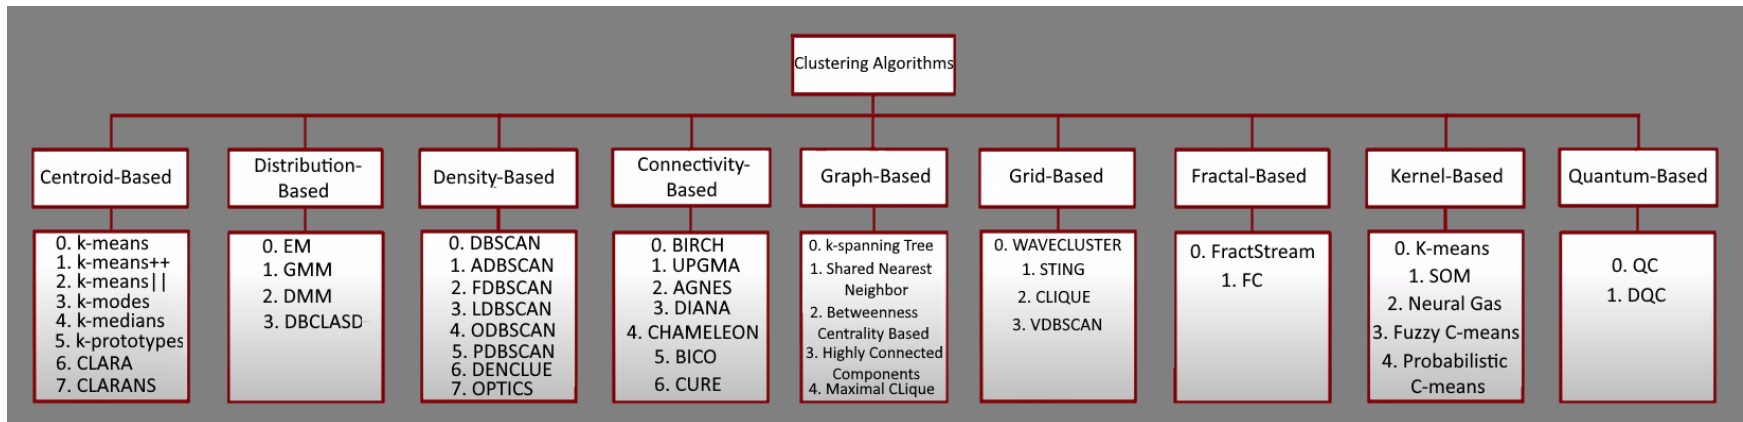 Clustering Algorithms
Centroid-Based
0. k-means
1. k-means++
2. k-means||
3. k-modes
4. k-medians
5. k-prototypes
6. CLARA
7. CLARANS
Distribution-
Based
0. EM
1. GMM
2. DMM
3. DBCLASD
Density-Based
0. DBSCAN
1. ADBSCAN
2. FDBSCAN
3. LDBSCAN
4. ODBSCAN
5. PDBSCAN
6. DENCLUE
7. OPTICS
Connectivity-
Based
0. BIRCH
1. UPGMA
2. AGNES
3. DIANA
4. CHAMELEON
5. BICO
6. CURE
Graph-Based
0. k-spanning Tree
1. Shared Nearest
Neighbor
2. Betweenness
Centrality Based
3. Highly Connected
Components
4. Maximal CLique
Grid-Based
0. WAVECLUSTER
1. STING
2. CLIQUE
3. VDBSCAN
Fractal-Based
0. FractStream
1. FC
Kernel-Based
0. K-means
1. SOM
2. Neural Gas
3. Fuzzy C-means
4. Probabilistic
C-means
Quantum-Based
0. QC
1. DQC